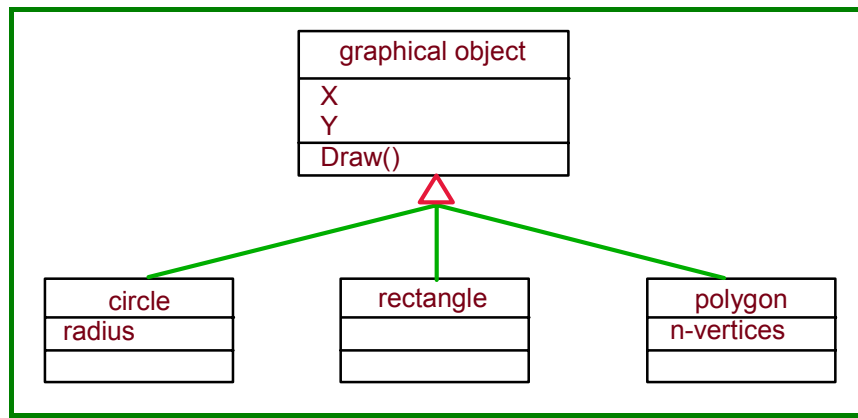 graphical object
X
Y
Draw()
circle
radius
rectangle
polygon
n-vertices